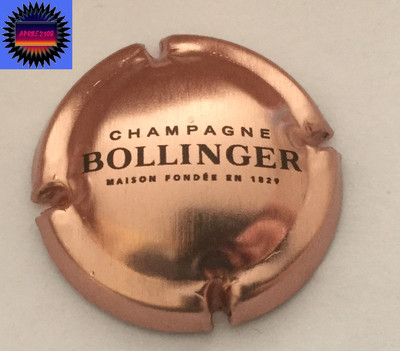 CHAMPAGNE
BOLLINGER
MAISON FONDÉE EN 1829